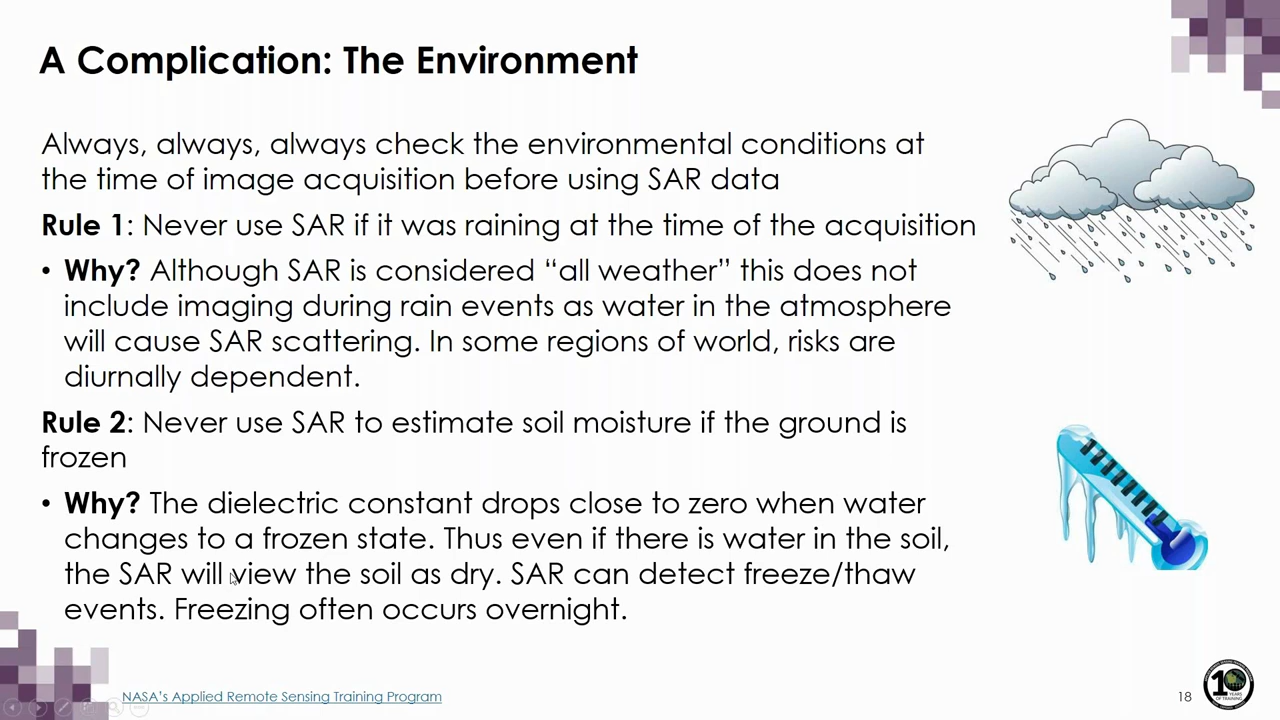 A Complication: The Environment
Always, always, always check the environmental conditions at
the time of image acquisition before using SAR data
Rule 1: Never use SAR if it was raining at the time of the acquisition
• Why? Although SAR is considered “all weather” this does not
include imaging during rain events as water in the atmosphere
will cause SAR scattering. In some regions of world, risks are
diurnally dependent.
Rule 2: Never use SAR to estimate soil moisture if the ground is
frozen
• Why? The dielectric constant drops close to zero when water
changes to a frozen state. Thus even if there is water in the soil,
the SAR will view the soil as dry. SAR can detect freeze/thaw
events. Freezing often occurs overnight.
NASA's Applied Remote Sensing Training Program
18
10
YEARS
OF TRAINING